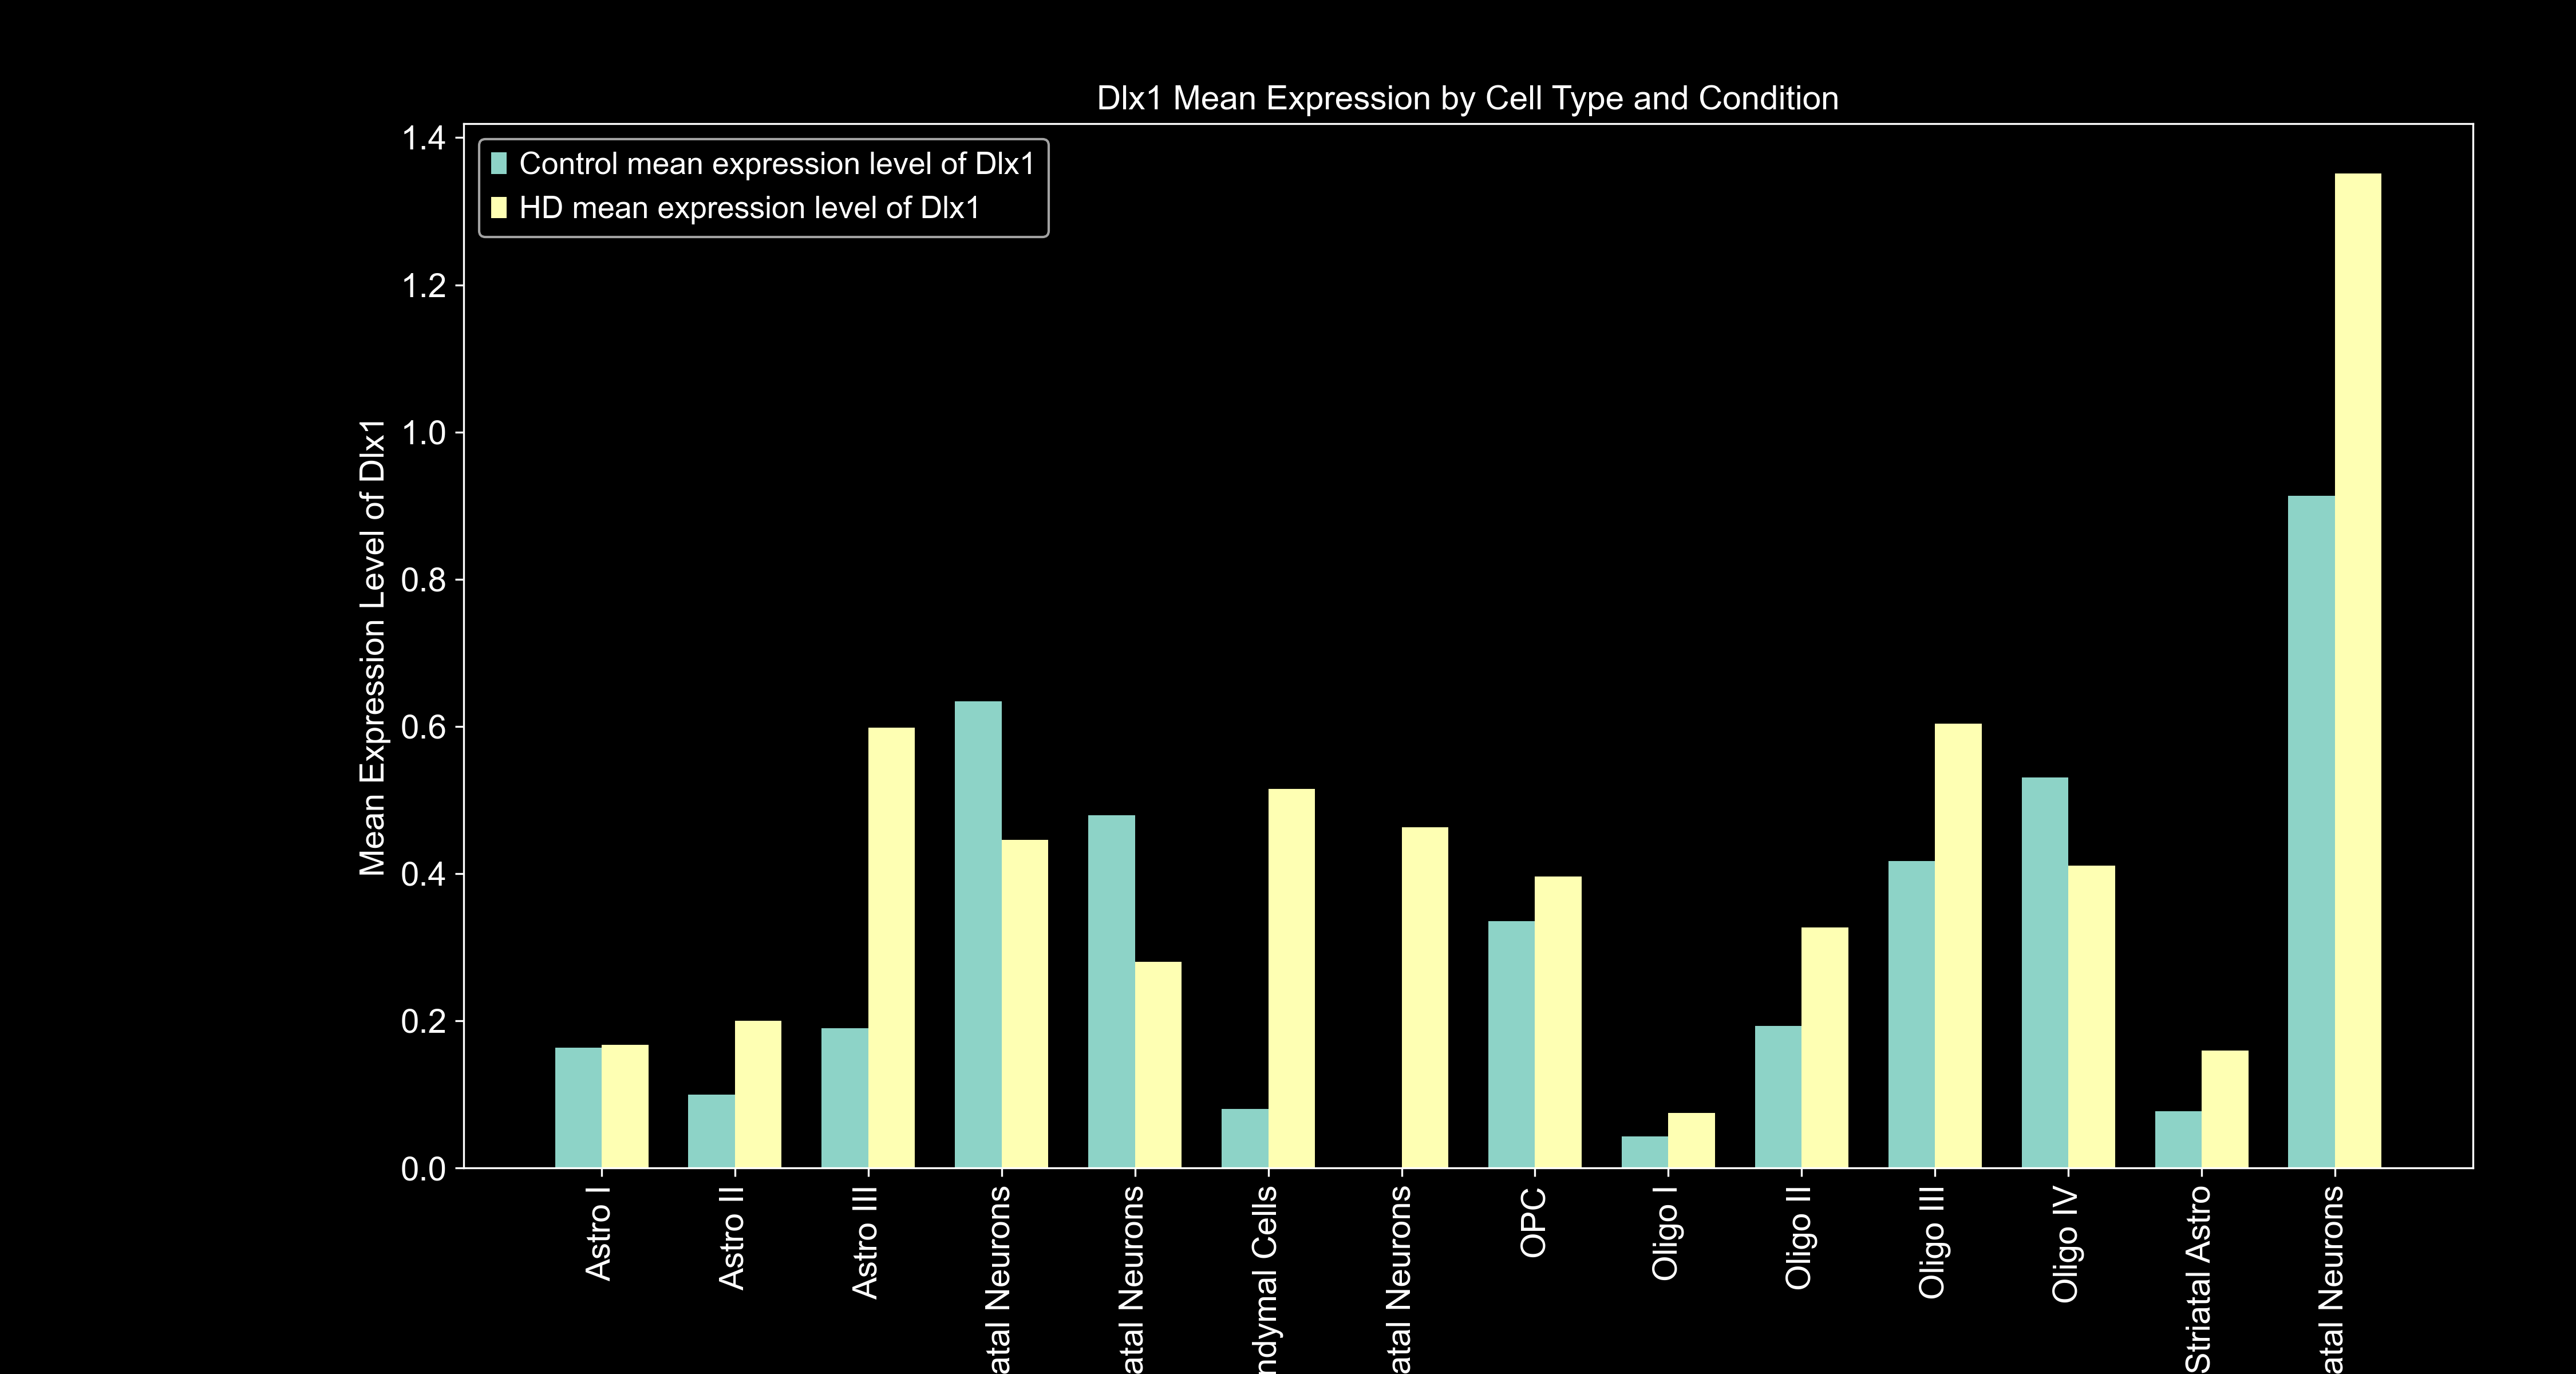 Dlx1 Mean Expression by Cell Type and Condition
Control mean expression level of Dlx1
HD mean expression level of Dlx1
Mean Expression Level of Dlx1
1.4
1.2
1.0
0.8
0.6
0.4
0.2
0.0
Astro I
Astro II
Astro III
atal Neurons
atal Neurons
ndymal Cells
atal Neurons
OPC
Oligo I
Oligo II
Oligo III
Oligo IV
Striatal Astro
atal Neurons